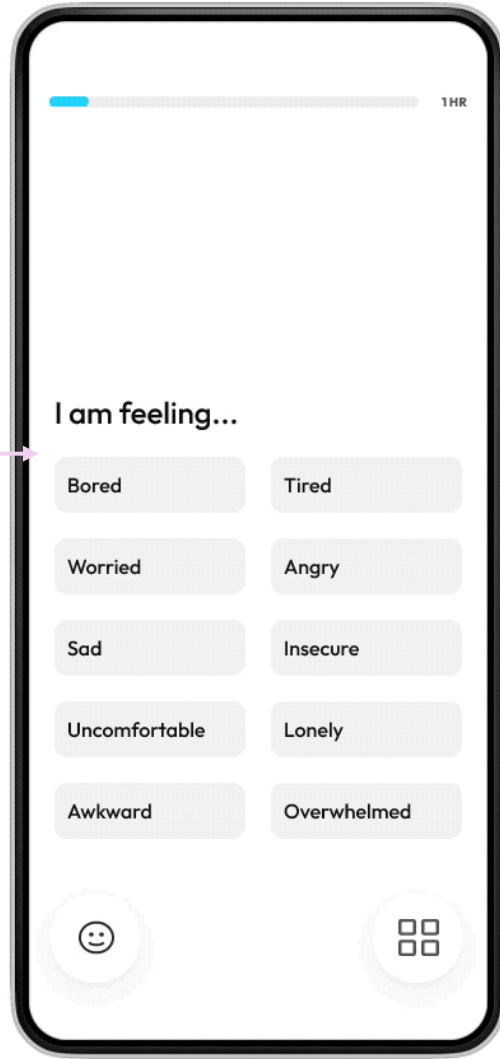 1HR
I am feeling...
Bored
Tired
Worried
Angry
Sad
Insecure
Uncomfortable
Lonely
Awkward
Overwhelmed